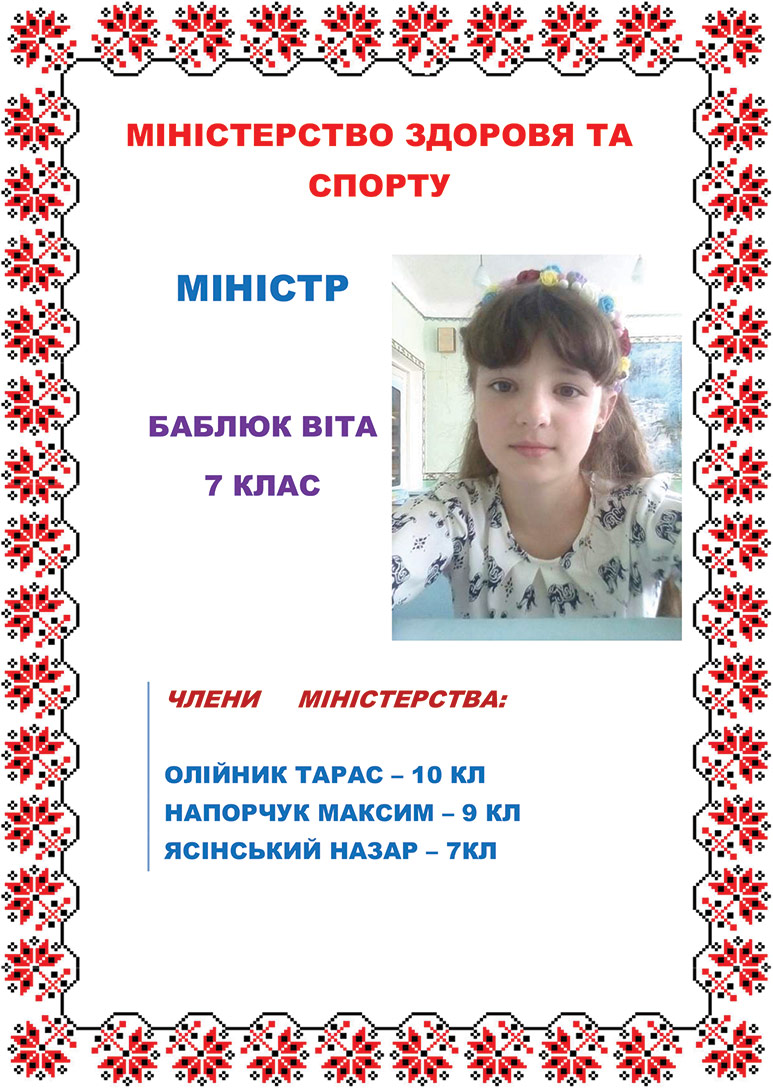 МІНІСТЕРСТВО ЗДОРОВЯ ТА
СПОРТУ
МІНІСТР
БАБЛЮК ВІТА
7 КЛАС
ЧЛЕНИ МІНІСТЕРСТВА:
ОЛІЙНИК ТАРАС – 10 КЛ
НАПОРЧУК МАКСИМ – 9 КЛ
ЯСІНСЬКИЙ НАЗАР – 7КЛ